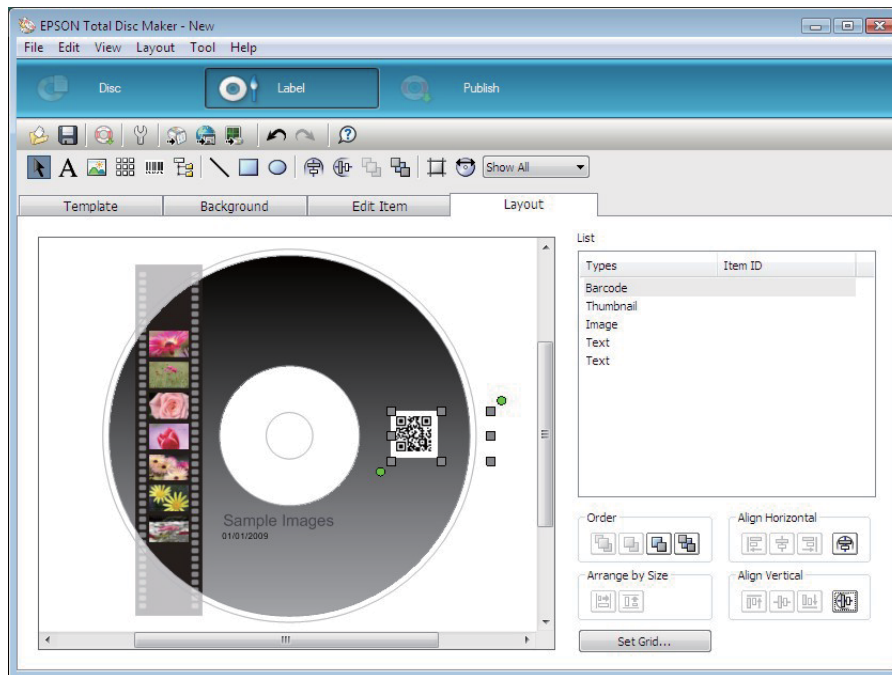 EPSON Total Disc Maker - New
File Edit View Layout Tool Help
Disc Label Publish
A Show All
Template Background Edit Item Layout
List
Types Item ID
Barcode
Thumbnail
Image
Text
Text
Sample Images
01/01/2009
Order Align Horizontal
Arrange by Size Align Vertical
Set Grid...